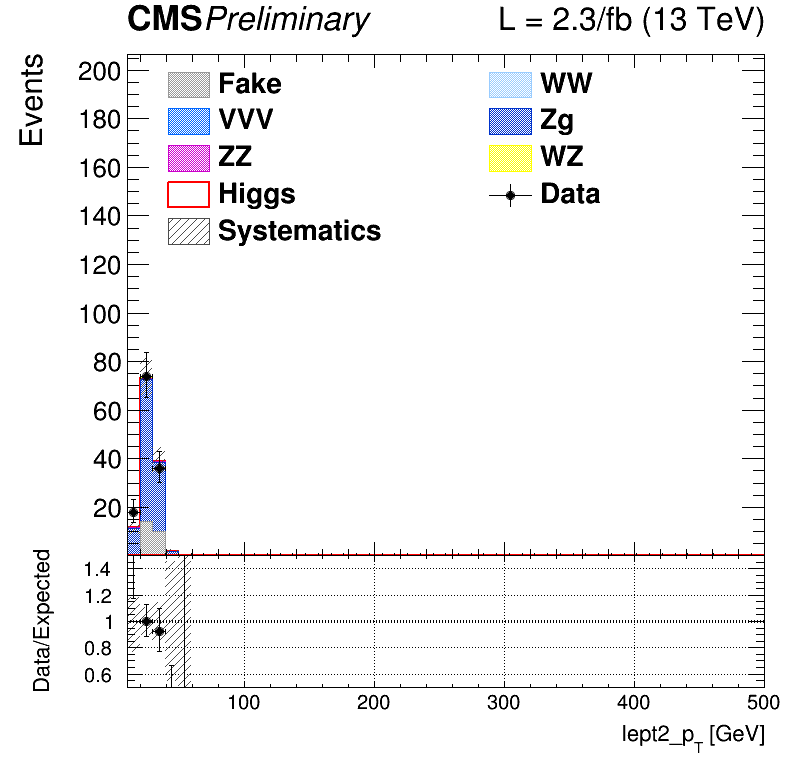 CMS Preliminary L = 2.3/fb (13 TeV)
Events
200
180
160
140
120
100
80
60
40
20
Fake WW
VVV Zg
ZZ WZ
Higgs Data
Systematics
Data/Expected
1.4
1.2
1
0.8
0.6
100 200 300 400 500
lept2_p_T [GeV]